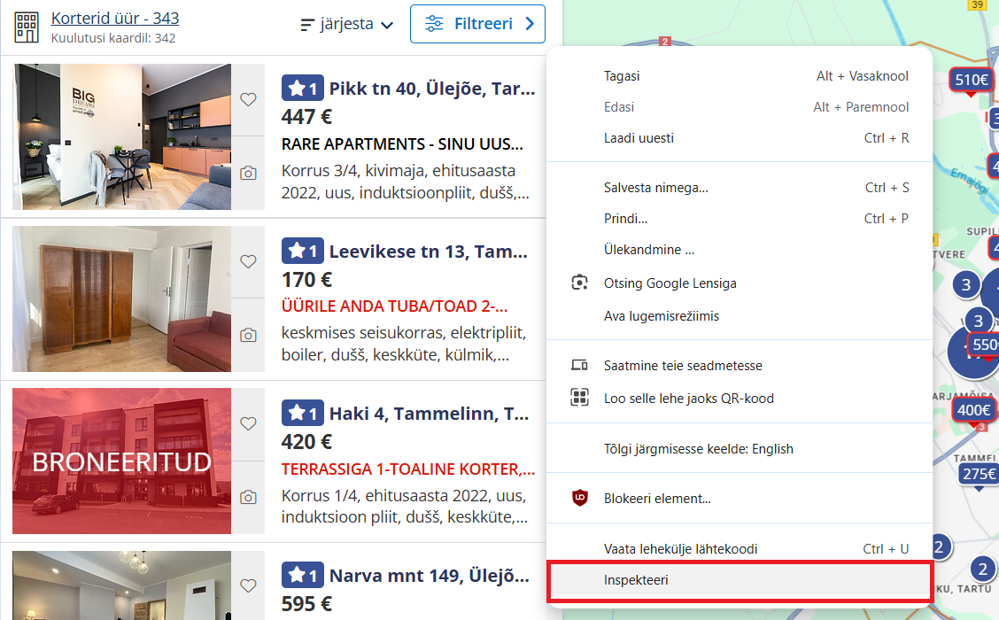 Korterid üür - 343
Kuulutusi kaardil: 342
järjesta
Filtreeri
BIG
DREAMS
1 Pikk tn 40, Ülejõe, Tar...
447 €
RARE APARTMENTS - SINU UUS...
Korrus 3/4, kivimaja, ehitusaasta
2022, uus, induktsioonpliit, dušš,...
1 Leevikese tn 13, Tam...
170 €
ÜÜRILE ANDA TUBA/TOAD 2-...
keskmises seisukorras, elektripliit,
boiler, dušš, keskküte, külmik,...
BRONEERITUD
1 Haki 4, Tammelinn, T...
420 €
TERRASSIGA 1-TOALINE KORTER,...
Korrus 1/4, ehitusaasta 2022, uus,
induktsioon pliit, dušš, keskküte,...
1 Narva mnt 149, Ülejõ...
595 €
Tagasi Alt + Vasaknool
Edasi Alt + Paremnool
Laadi uuesti Ctrl + R
Salvesta nimega... Ctrl + S
Prindi... Ctrl + P
Ülekandmine ...
Otsing Google Lensiga
Ava lugemisrežiimis
Saatmine teie seadmetesse
Loo selle lehe jaoks QR-kood
Tõlgi järgmisesse keelde: English
Blokeeri element...
Vaata lehekülje lähtekoodi Ctrl + U
Inspekteeri
39
2
510€
3
4
Emajõgi
SUPIL
TVERE
4
3
3
550
ARJAMÕISA
400€
3
TAMMEL
275€
2
2
KU, TARTU